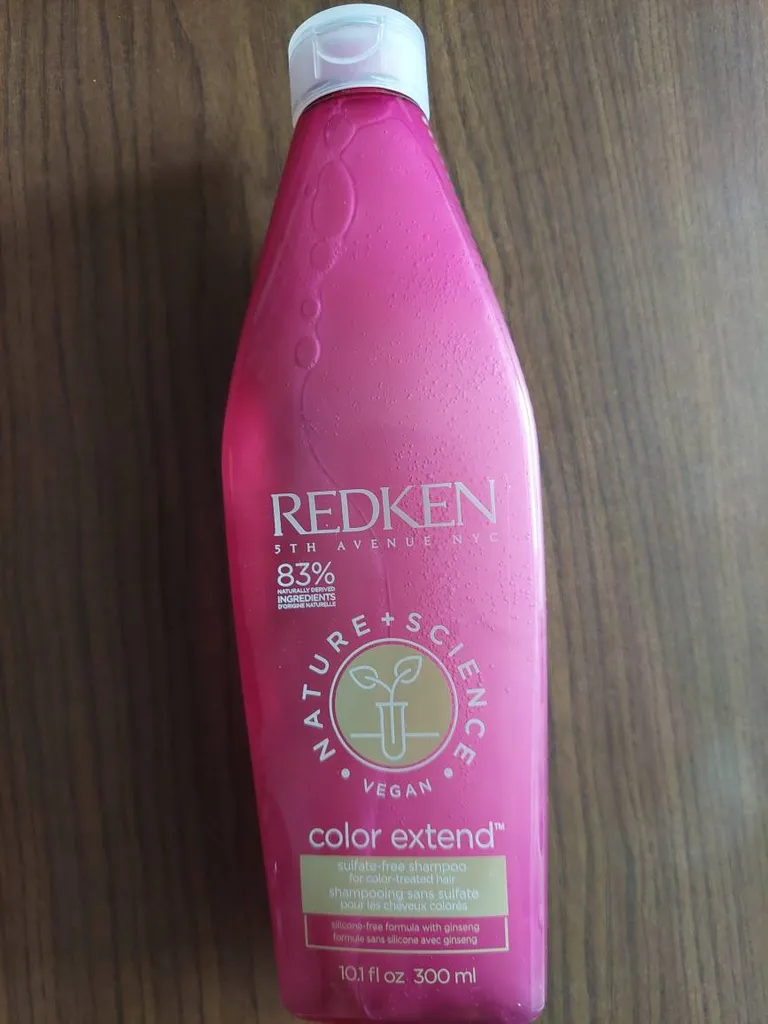 REDKEN
5TH AVENUE NYC
83%
NATURALLY DERIVED
INGREDIENTS
D'ORIGINE NATURELLE
NATURE + SCIENCE
• VEGAN •
color extend™
sulfate-free shampoo
for color-treated hair
shampooing sans sulfate
pour les cheveux colorés
silicone-free formula with ginseng
formule sans silicone avec ginseng
10.1 fl oz 300 ml